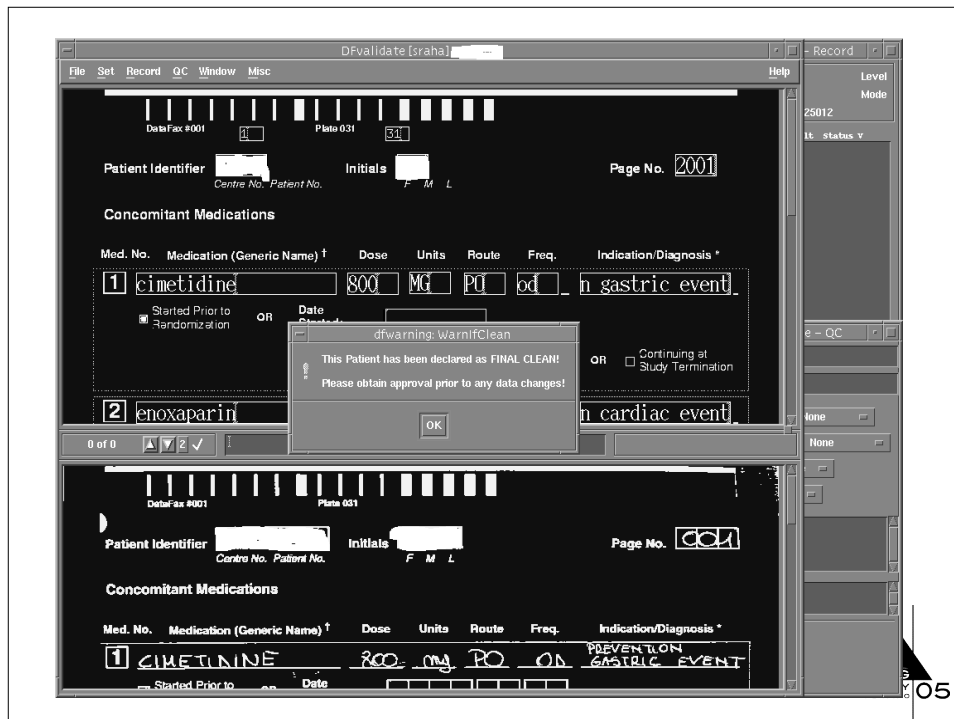 DFvalidate [sraha]
- Record
File Set Record QC Window Misc Help
Level
Mode
25012
lt status v
DataFax #001 Plate 031
1 31
Patient Identifier Initials Page No. 2001
Centre No. Patient No. F M L
Concomitant Medications
Med. No. Medication (Generic Name) † Dose Units Route Freq. Indication/Diagnosis *
1 cimetidine 800 MG PO od n gastric event
Started Prior to Randomization OR Date Started:
dfwarning: WarnIfClean
e - QC
This Patient has been declared as FINAL CLEAN!
Please obtain approval prior to any data changes!
OR Continuing at Study Termination
OK
2 enoxaparin n cardiac event
None
0 of 0 2
None
DataFax #001 Plate 031
Patient Identifier Initials Page No.
Centre No. Patient No. F M L
Concomitant Medications
Med. No. Medication (Generic Name) † Dose Units Route Freq. Indication/Diagnosis *
1 CIMETIDINE 800 mg PO OD PREVENTION GASTRIC EVENT
Started Prior to OR Date
05